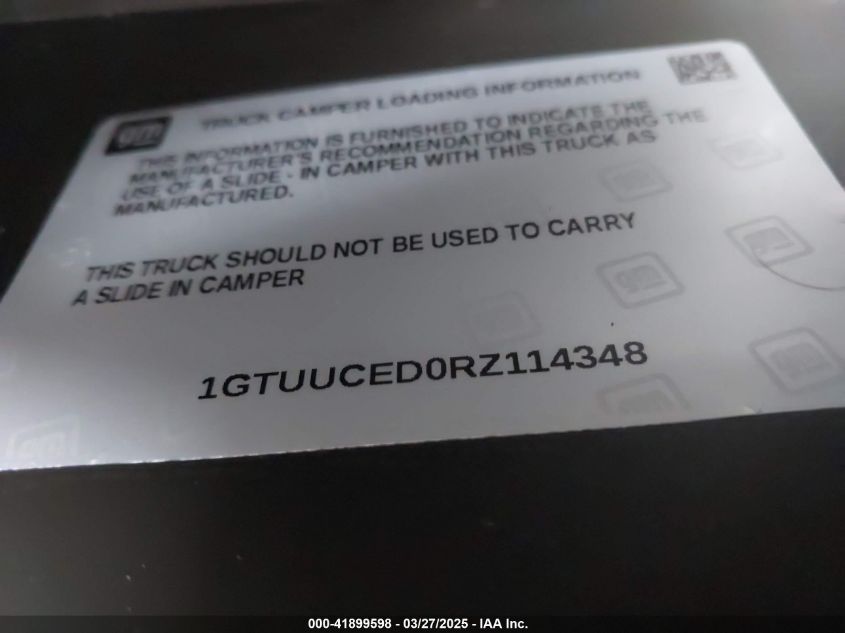 gm
TRUCK CAMPER LOADING INFORMATION
THIS INFORMATION IS FURNISHED TO INDICATE THE
MANUFACTURER'S RECOMMENDATION REGARDING THE
USE OF A SLIDE - IN CAMPER WITH THIS TRUCK AS
MANUFACTURED.
THIS TRUCK SHOULD NOT BE USED TO CARRY
A SLIDE IN CAMPER
1GTUUCED0RZ114348
000-41899598 - 03/27/2025 - IAA Inc.